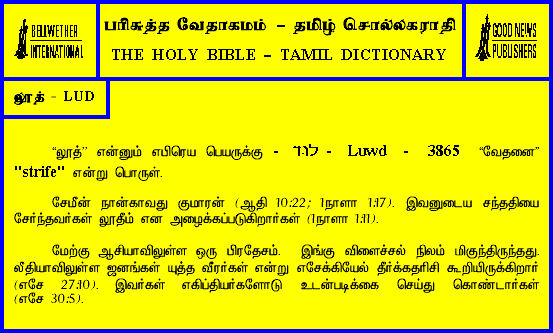 BELLWETHER
INTERNATIONAL
பரிசுத்த வேதாகமம் – தமிழ் சொல்லகராதி
THE HOLY BIBLE – TAMIL DICTIONARY
GOOD NEWS
PUBLISHERS
லூத் - LUD
“லூத்” என்னும் எபிரெய பெயருக்கு - לוד - Luwd - 3865 “வேதனை”
"strife" என்று பொருள்.
சேமின் நான்காவது குமாரன் (ஆதி 10:22; 1நாளா 1:17). இவனுடைய சந்ததியை
சேர்ந்தவர்கள் லூதீம் என அழைக்கப்படுகிறார்கள் (1நாளா 1:11).
மேற்கு ஆசியாவிலுள்ள ஒரு பிரதேசம். இங்கு விளைச்சல் நிலம் மிகுந்திருந்தது.
லீதியாவிலுள்ள ஜனங்கள் யுத்த வீரர்கள் என்று எசேக்கியேல் தீர்க்கதரிசி கூறியிருக்கிறார்
(எசே 27:10). இவர்கள் எகிப்தியர்களோடு உடன்படிக்கை செய்து கொண்டார்கள்
(எசே 30:5).